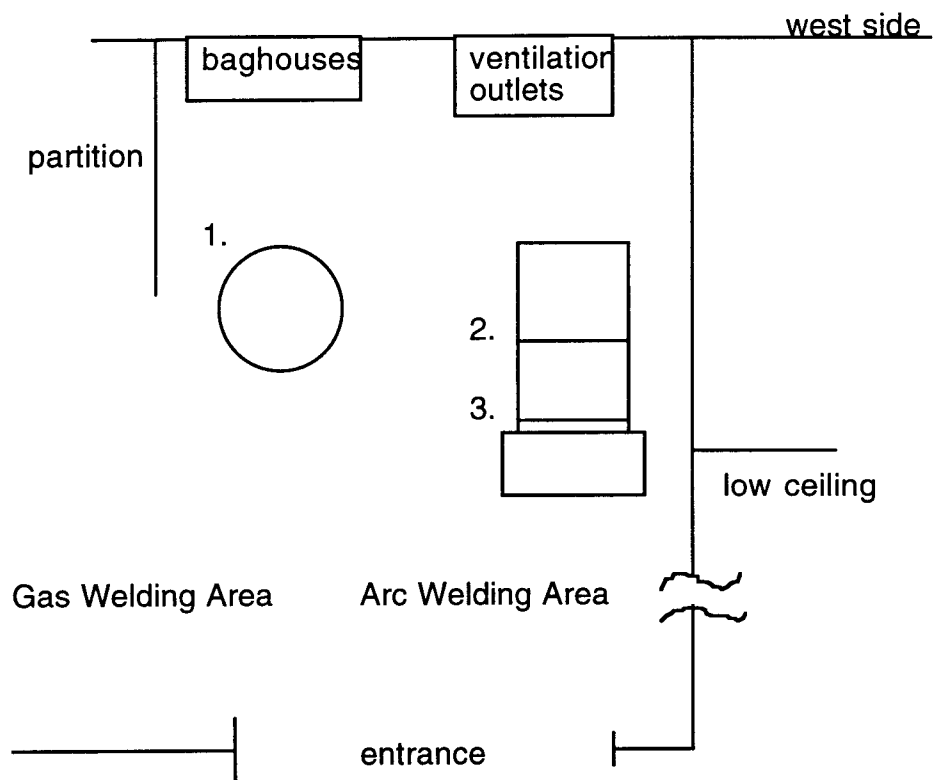 west side
baghouses
ventilation
outlets
partition
1.
2.
3.
low ceiling
Gas Welding Area
Arc Welding Area
entrance